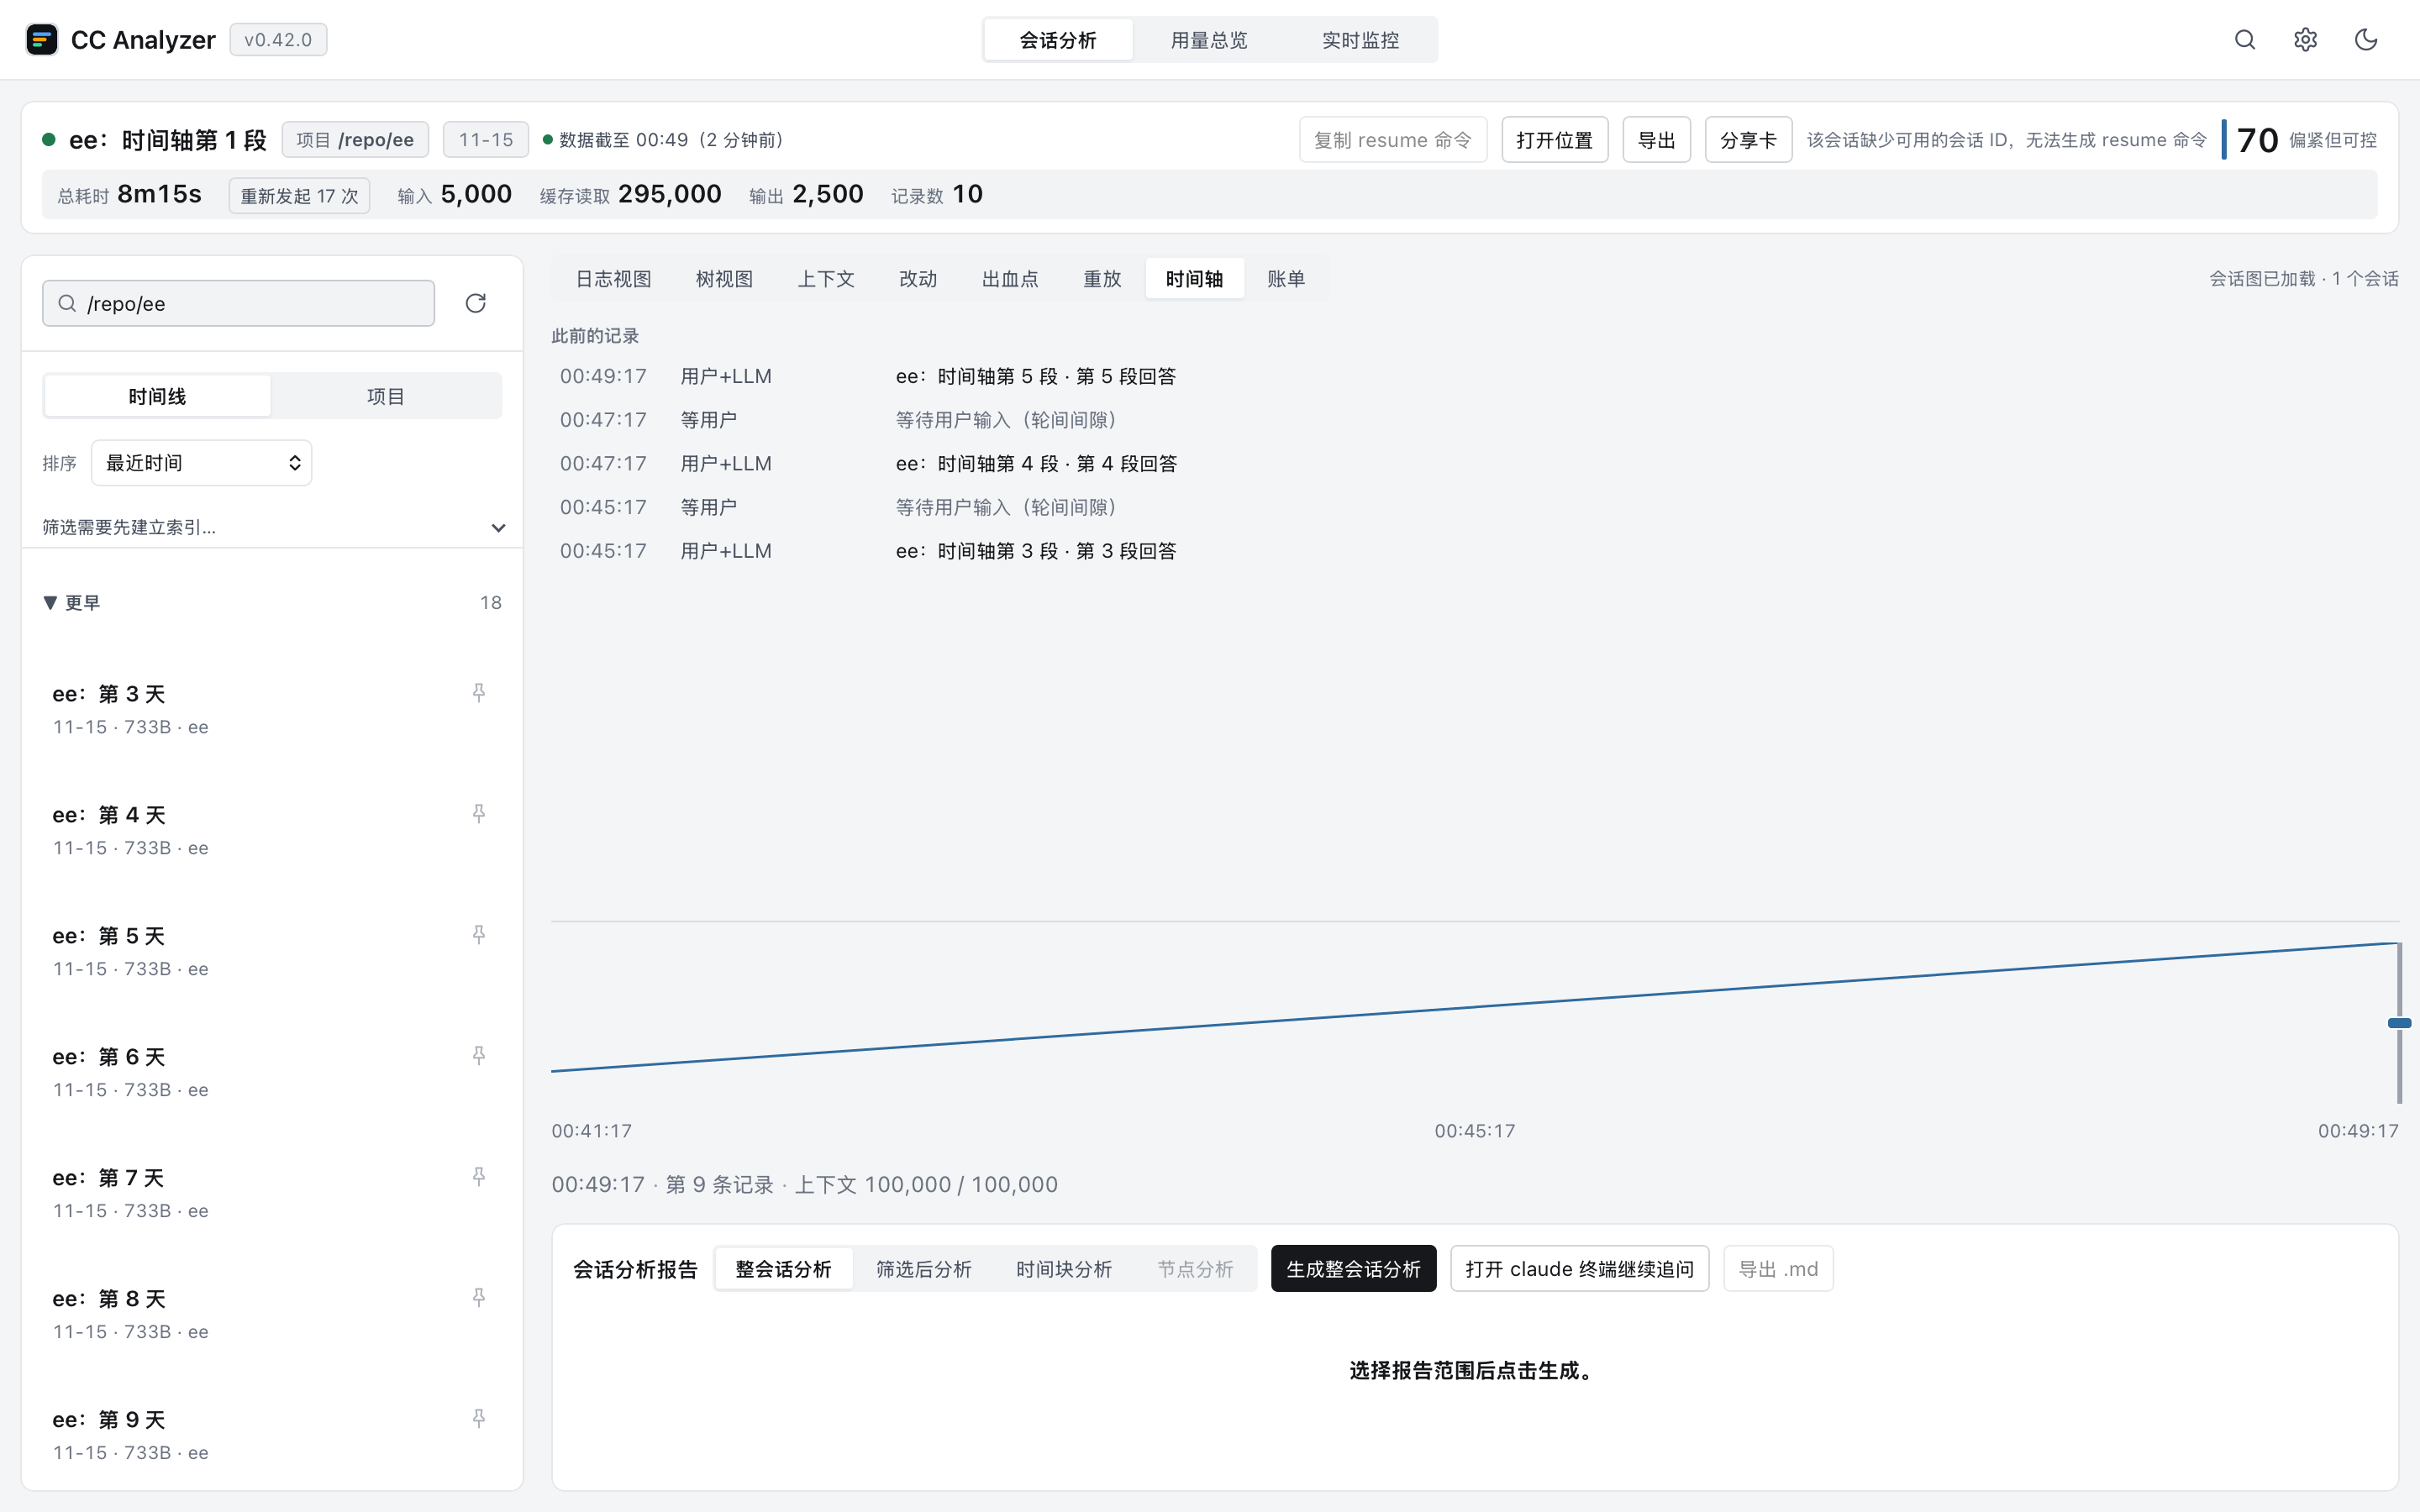 CC Analyzer v0.42.0 会话分析 用量总览 实时监控
ee：时间轴第 1 段 项目 /repo/ee 11-15 数据截至 00:49（2 分钟前） 复制 resume 命令 打开位置 导出 分享卡 该会话缺少可用的会话 ID，无法生成 resume 命令 70 偏紧但可控
总耗时 8m15s 重新发起 17 次 输入 5,000 缓存读取 295,000 输出 2,500 记录数 10
/repo/ee
时间线 项目
排序 最近时间
筛选需要先建立索引...
更早 18
ee：第 3 天
11-15 · 733B · ee
ee：第 4 天
11-15 · 733B · ee
ee：第 5 天
11-15 · 733B · ee
ee：第 6 天
11-15 · 733B · ee
ee：第 7 天
11-15 · 733B · ee
ee：第 8 天
11-15 · 733B · ee
ee：第 9 天
11-15 · 733B · ee
日志视图 树视图 上下文 改动 出血点 重放 时间轴 账单 会话图已加载 · 1 个会话
此前的记录
00:49:17 用户+LLM ee：时间轴第 5 段 · 第 5 段回答
00:47:17 等用户 等待用户输入（轮间间隙）
00:47:17 用户+LLM ee：时间轴第 4 段 · 第 4 段回答
00:45:17 等用户 等待用户输入（轮间间隙）
00:45:17 用户+LLM ee：时间轴第 3 段 · 第 3 段回答
00:41:17 00:45:17 00:49:17
00:49:17 · 第 9 条记录 · 上下文 100,000 / 100,000
会话分析报告 整会话分析 筛选后分析 时间块分析 节点分析 生成整会话分析 打开 claude 终端继续追问 导出 .md
选择报告范围后点击生成。